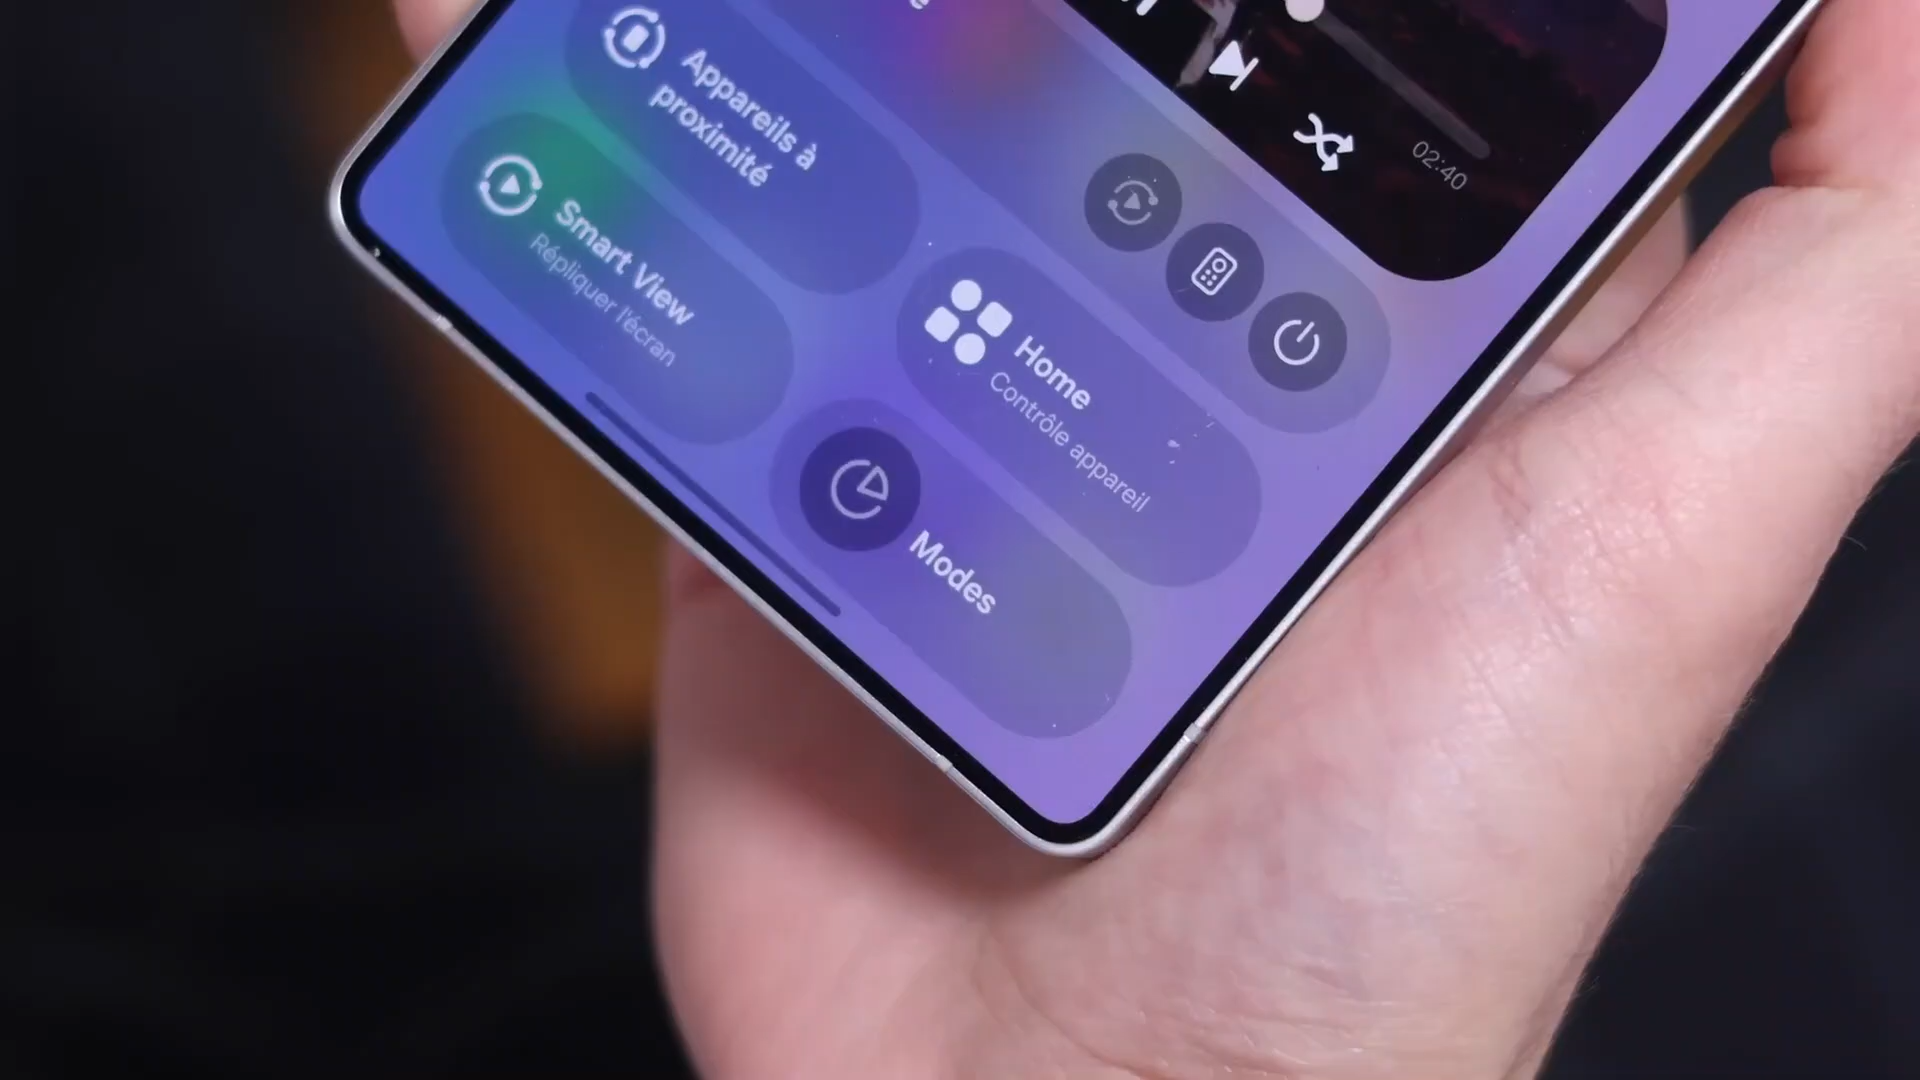 02:40
Appareils à
proximité
Smart View
Répliquer l'écran
Home
Contrôle appareil
Modes